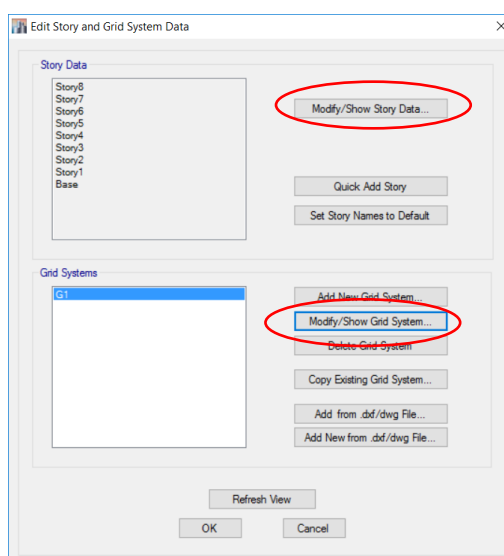 Edit Story and Grid System Data
Story Data
Story8
Story7
Story6
Story5
Story4
Story3
Story2
Story1
Base
Modify/Show Story Data...
Quick Add Story
Set Story Names to Default
Grid Systems
G1
Add New Grid System...
Modify/Show Grid System...
Delete Grid System
Copy Existing Grid System...
Add from .dxf/dwg File...
Add New from .dxf/dwg File...
Refresh View
OK
Cancel